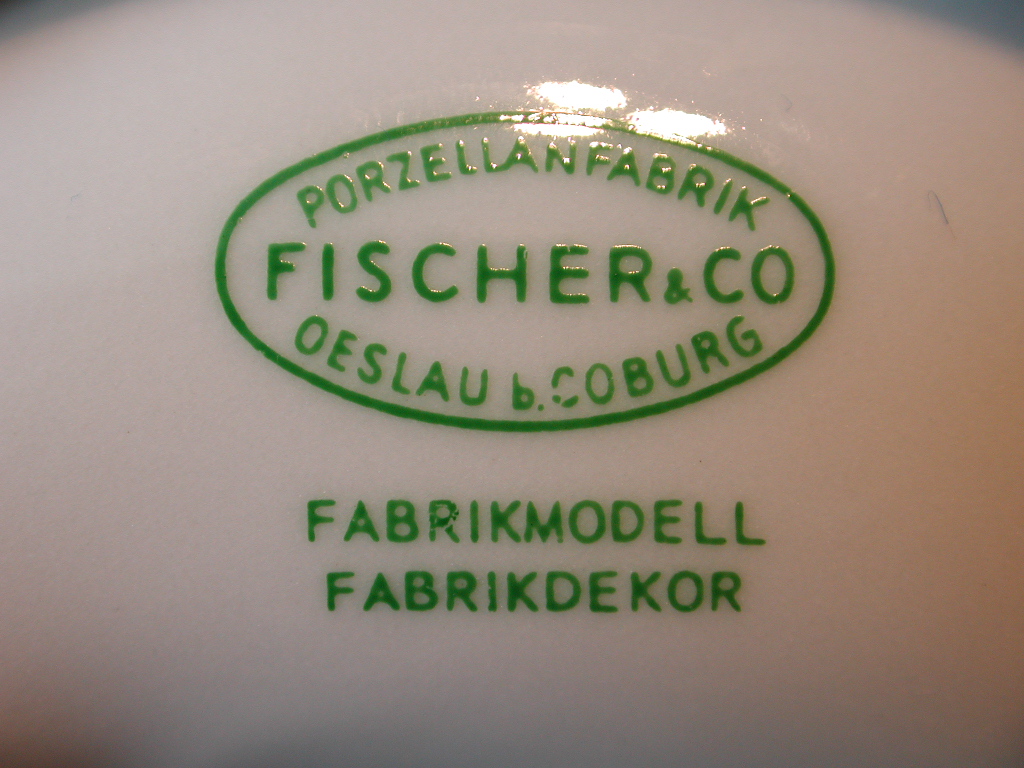 PORZELLANFABRIK
FISCHER & CO
OESLAU b. COBURG
FABRIKMODELL
FABRIKDEKOR